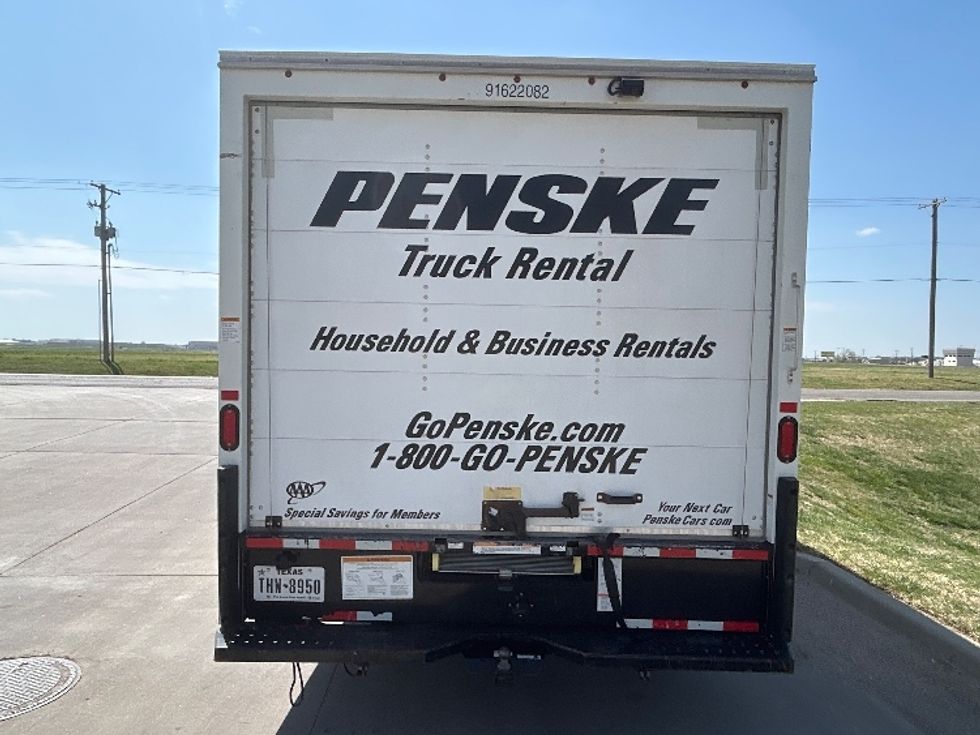 91622082
PENSKE
Truck Rental
Household & Business Rentals
GoPenske.com
1-800-GO-PENSKE
AAA
Special Savings for Members
Your Next Car
PenskeCars.com
TEXAS
THN*8950